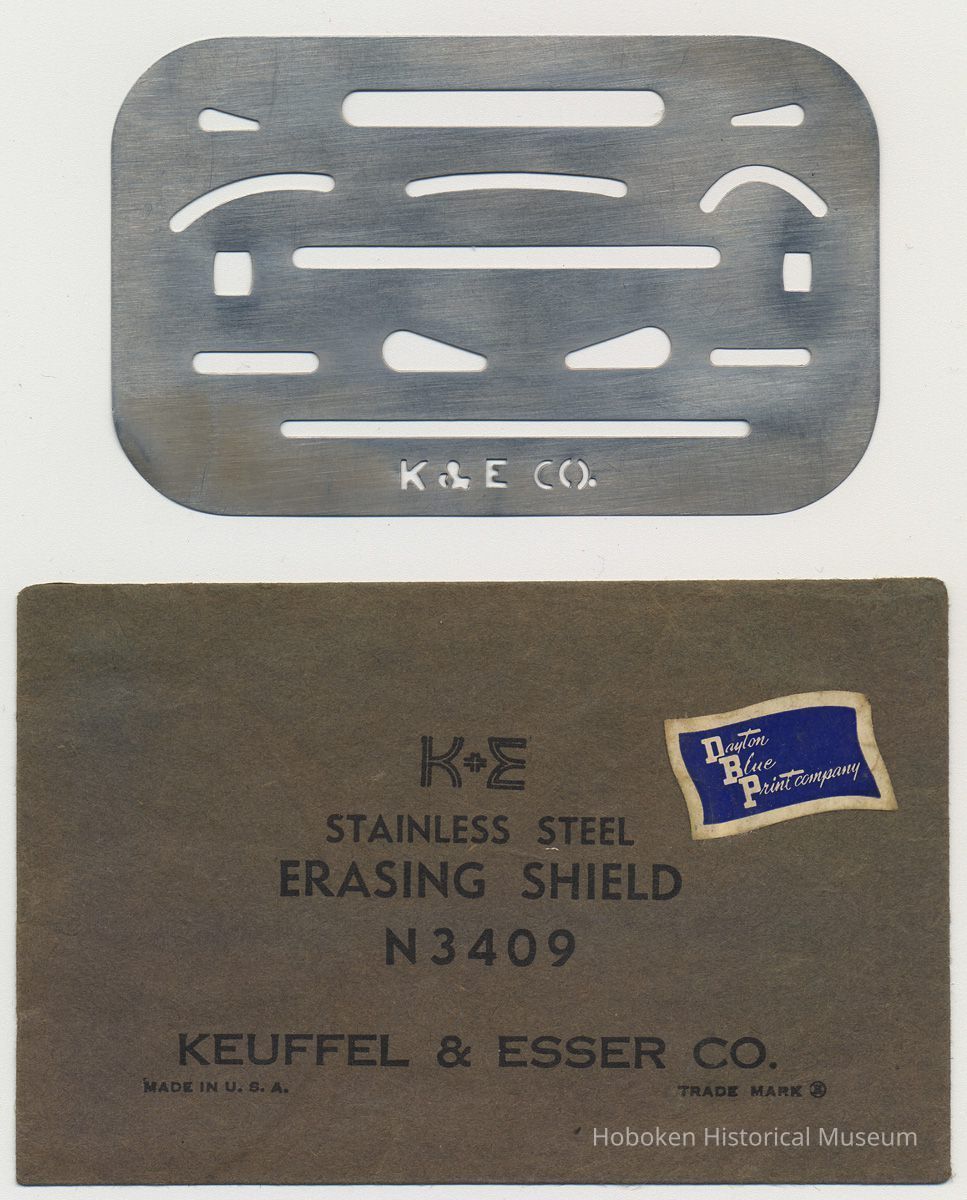 K & E CO.
K+E
STAINLESS STEEL
ERASING SHIELD
N3409
Dayton
Blue
Print company
KEUFFEL & ESSER CO.
MADE IN U. S. A.
TRADE MARK ®
Hoboken Historical Museum